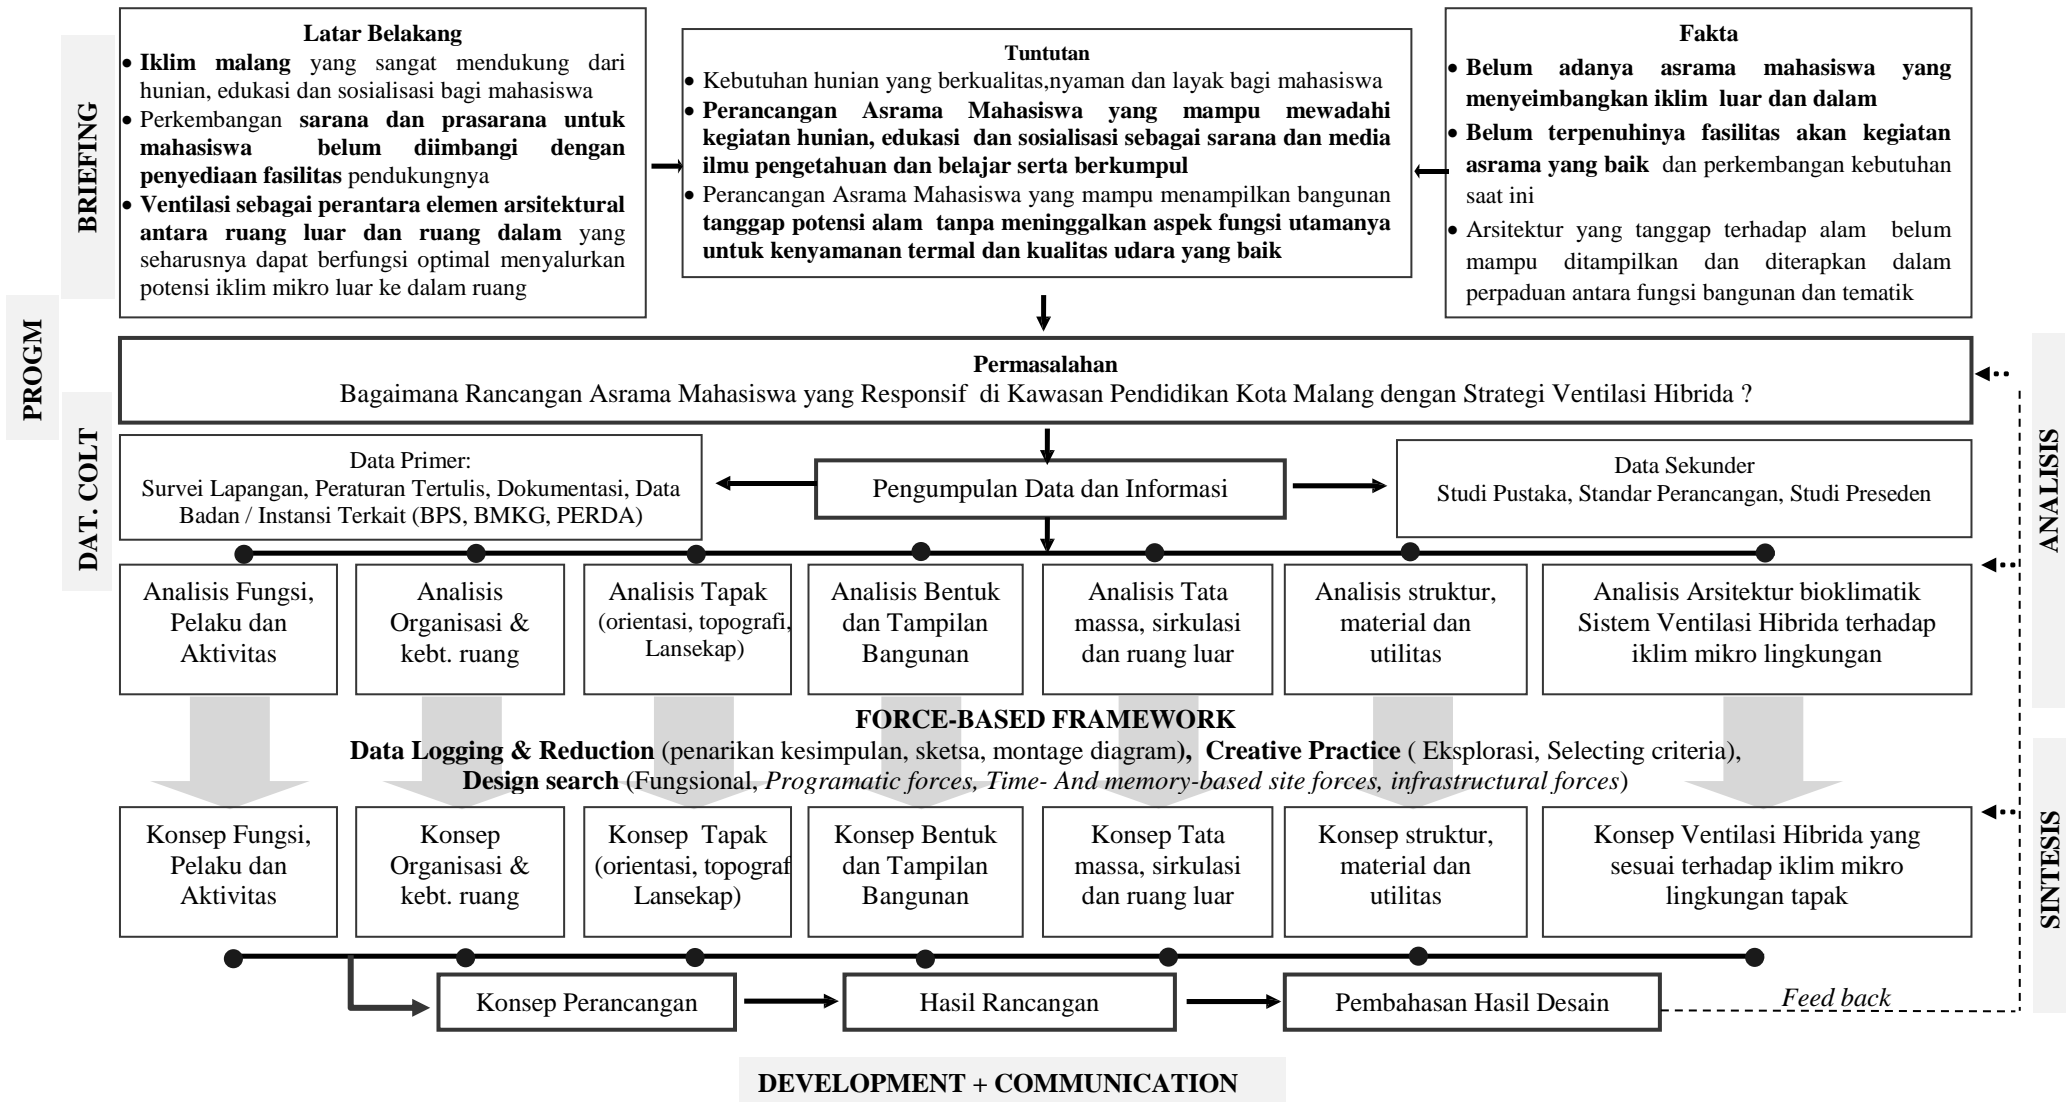 BRIEFING
Latar Belakang
• Iklim malang yang sangat mendukung dari
hunian, edukasi dan sosialisasi bagi mahasiswa
• Perkembangan sarana dan prasarana untuk
mahasiswa belum diimbangi dengan
penyediaan fasilitas pendukungnya
• Ventilasi sebagai perantara elemen arsitektural
antara ruang luar dan ruang dalam yang
seharusnya dapat berfungsi optimal menyalurkan
potensi iklim mikro luar ke dalam ruang
Tuntutan
• Kebutuhan hunian yang berkualitas,nyaman dan layak bagi mahasiswa
• Perancangan Asrama Mahasiswa yang mampu mewadahi
kegiatan hunian, edukasi dan sosialisasi sebagai sarana dan media
ilmu pengetahuan dan belajar serta berkumpul
• Perancangan Asrama Mahasiswa yang mampu menampilkan bangunan
tanggap potensi alam tanpa meninggalkan aspek fungsi utamanya
untuk kenyamanan termal dan kualitas udara yang baik
Fakta
• Belum adanya asrama mahasiswa yang
menyeimbangkan iklim luar dan dalam
• Belum terpenuhinya fasilitas akan kegiatan
asrama yang baik dan perkembangan kebutuhan
saat ini
• Arsitektur yang tanggap terhadap alam belum
mampu ditampilkan dan diterapkan dalam
perpaduan antara fungsi bangunan dan tematik
PROGM
Permasalahan
Bagaimana Rancangan Asrama Mahasiswa yang Responsif di Kawasan Pendidikan Kota Malang dengan Strategi Ventilasi Hibrida ?
DAT. COLT
Data Primer:
Survei Lapangan, Peraturan Tertulis, Dokumentasi, Data
Badan / Instansi Terkait (BPS, BMKG, PERDA)
Pengumpulan Data dan Informasi
Data Sekunder
Studi Pustaka, Standar Perancangan, Studi Preseden
ANALISIS
Analisis Fungsi,
Pelaku dan
Aktivitas
Analisis
Organisasi &
kebt. ruang
Analisis Tapak
(orientasi, topografi,
Lansekap)
Analisis Bentuk
dan Tampilan
Bangunan
Analisis Tata
massa, sirkulasi
dan ruang luar
Analisis struktur,
material dan
utilitas
Analisis Arsitektur bioklimatik
Sistem Ventilasi Hibrida terhadap
iklim mikro lingkungan
FORCE-BASED FRAMEWORK
Data Logging & Reduction (penarikan kesimpulan, sketsa, montage diagram), Creative Practice ( Eksplorasi, Selecting criteria),
Design search (Fungsional, Programatic forces, Time- And memory-based site forces, infrastructural forces)
SINTESIS
Konsep Fungsi,
Pelaku dan
Aktivitas
Konsep
Organisasi &
kebt. ruang
Konsep Tapak
(orientasi, topograf
Lansekap)
Konsep Bentuk
dan Tampilan
Bangunan
Konsep Tata
massa, sirkulasi
dan ruang luar
Konsep struktur,
material dan
utilitas
Konsep Ventilasi Hibrida yang
sesuai terhadap iklim mikro
lingkungan tapak
Konsep Perancangan
Hasil Rancangan
Pembahasan Hasil Desain
Feed back
DEVELOPMENT + COMMUNICATION